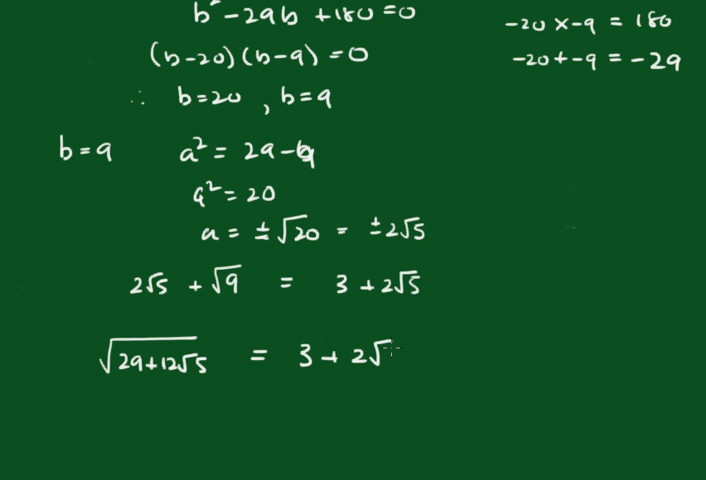 b² - 29b + 180 = 0
-20 × -9 = 180
(b-20)(b-9) = 0
-20 + -9 = -29
∴ b = 20, b = 9
b = 9 a² = 29 - 9
a² = 20
a = ±√20 = ±2√5
2√5 + √9 = 3 + 2√5
√29+12√5 = 3 + 2√